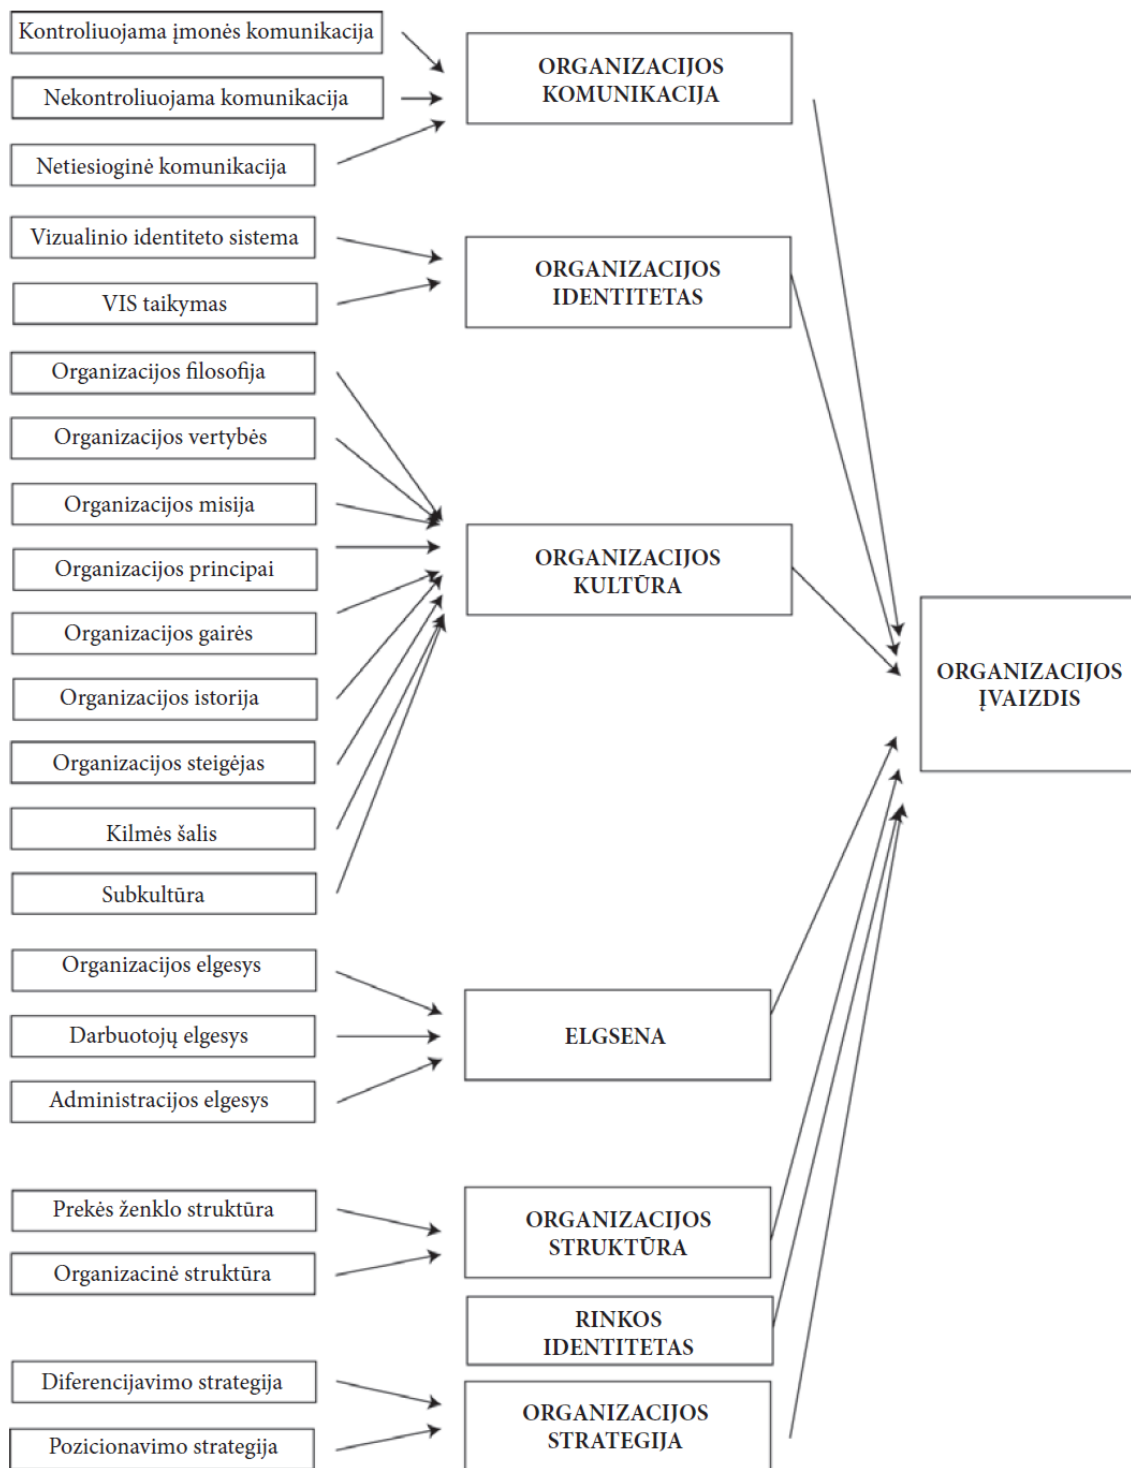 Kontroliuojama įmonės komunikacija
Nekontroliuojama komunikacija
Netiesioginė komunikacija
ORGANIZACIJOS
KOMUNIKACIJA
Vizualinio identiteto sistema
VIS taikymas
ORGANIZACIJOS
IDENTITETAS
Organizacijos filosofija
Organizacijos vertybės
Organizacijos misija
Organizacijos principai
Organizacijos gairės
Organizacijos istorija
Organizacijos steigėjas
Kilmės šalis
Subkultūra
ORGANIZACIJOS
KULTŪRA
Organizacijos elgesys
Darbuotojų elgesys
Administracijos elgesys
ELGSENA
Prekės ženklo struktūra
Organizacinė struktūra
ORGANIZACIJOS
STRUKTŪRA
RINKOS
IDENTITETAS
Diferencijavimo strategija
Pozicionavimo strategija
ORGANIZACIJOS
STRATEGIJA
ORGANIZACIJOS
ĮVAIZDIS